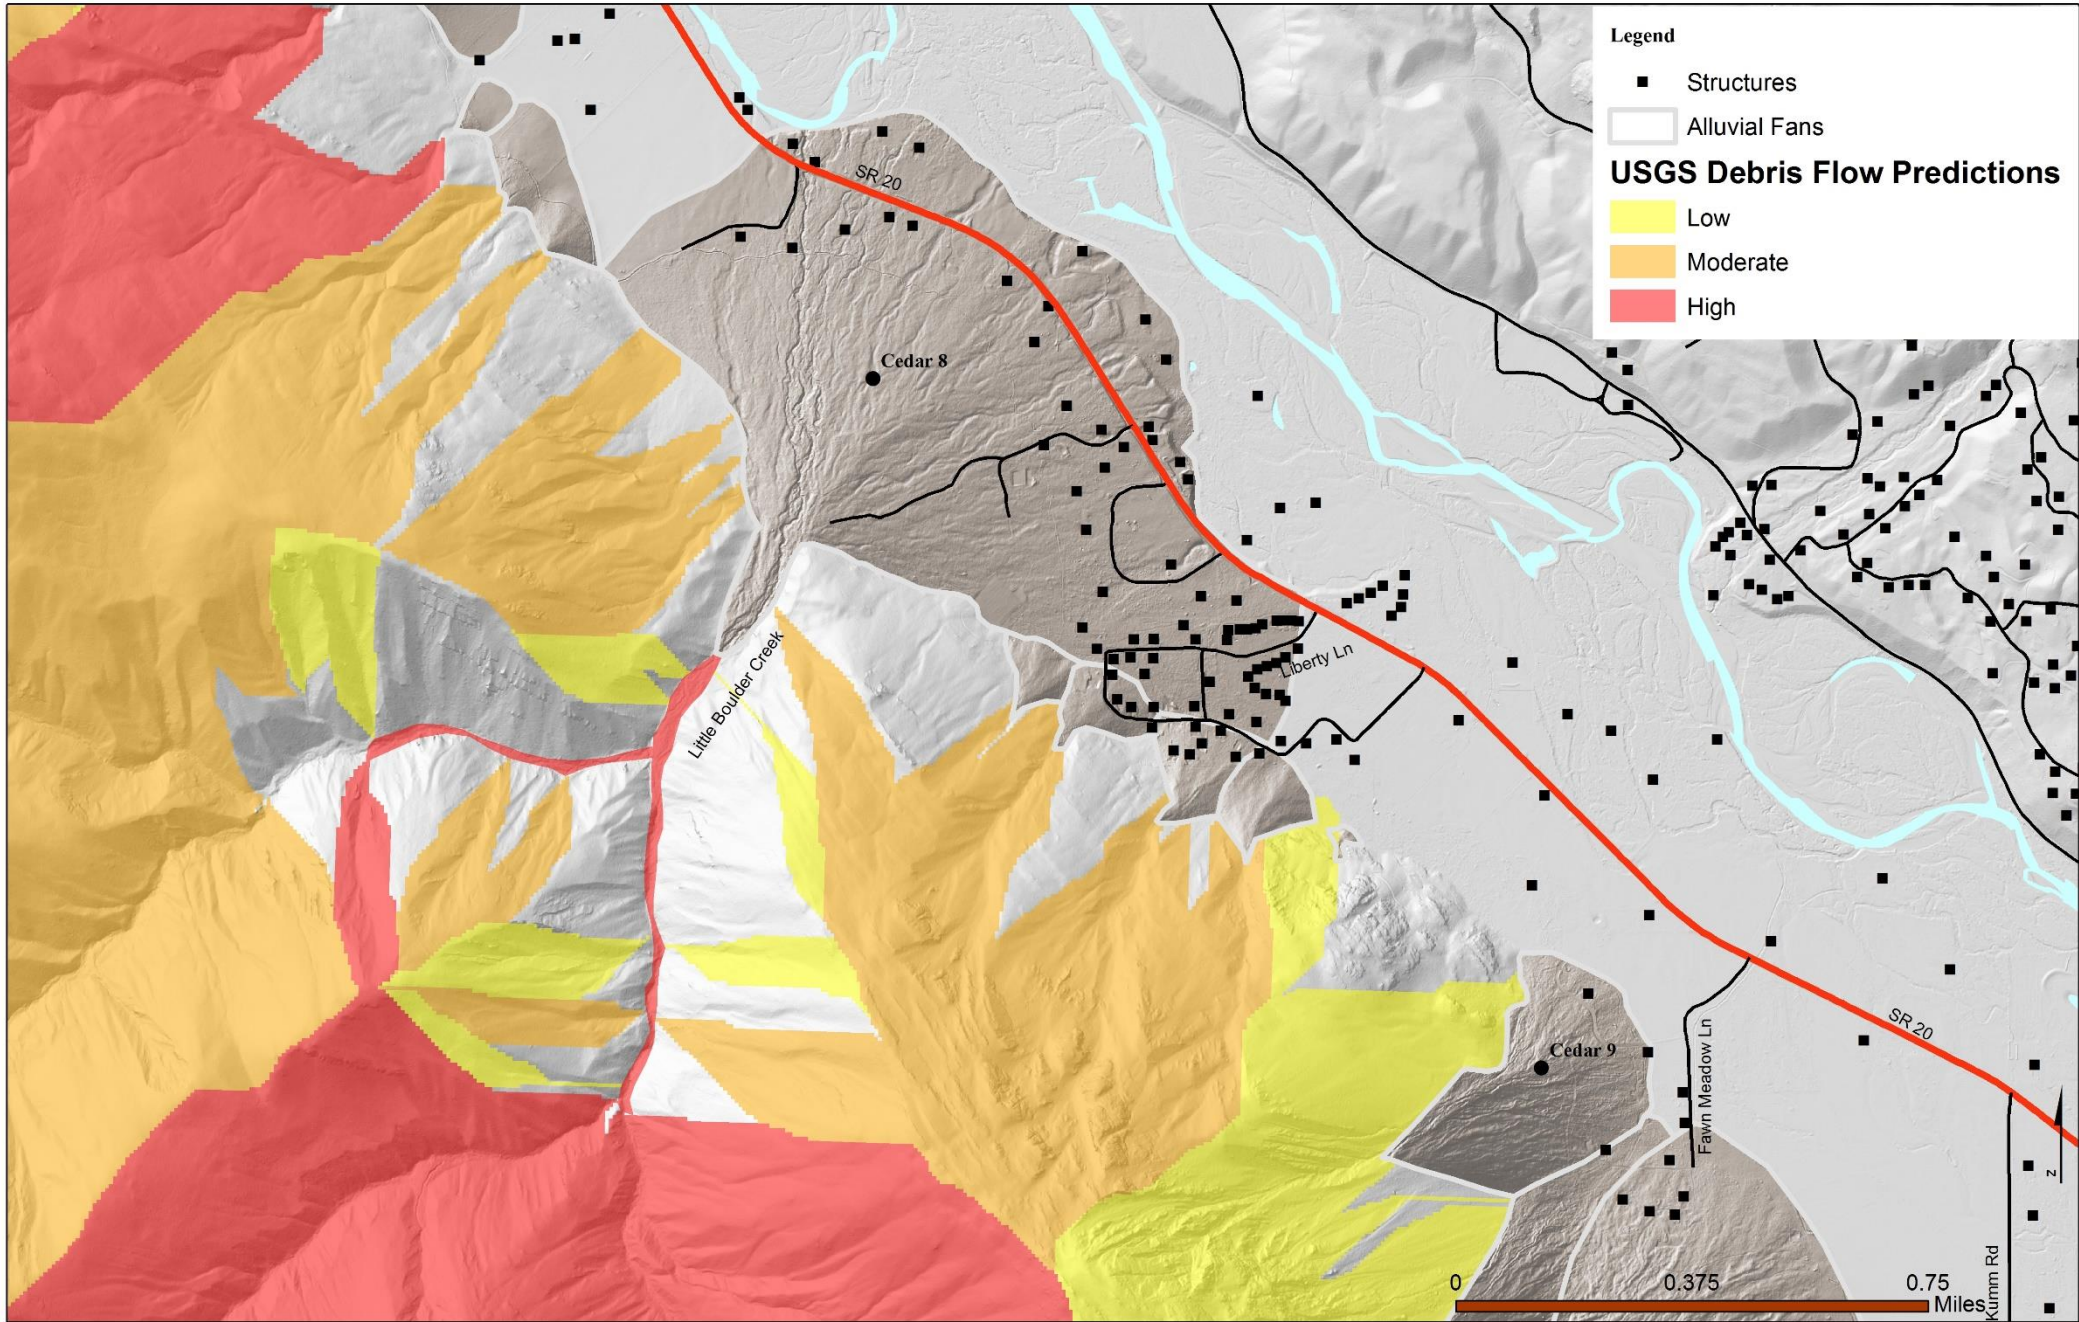 Legend
Structures
Alluvial Fans
USGS Debris Flow Predictions
Low
Moderate
High
SR 20
Cedar 8
Liberty Ln
Little Boulder Creek
SR 20
Cedar 9
Fawn Meadow Ln
z
Kumm Rd
0 0.375 0.75
Miles